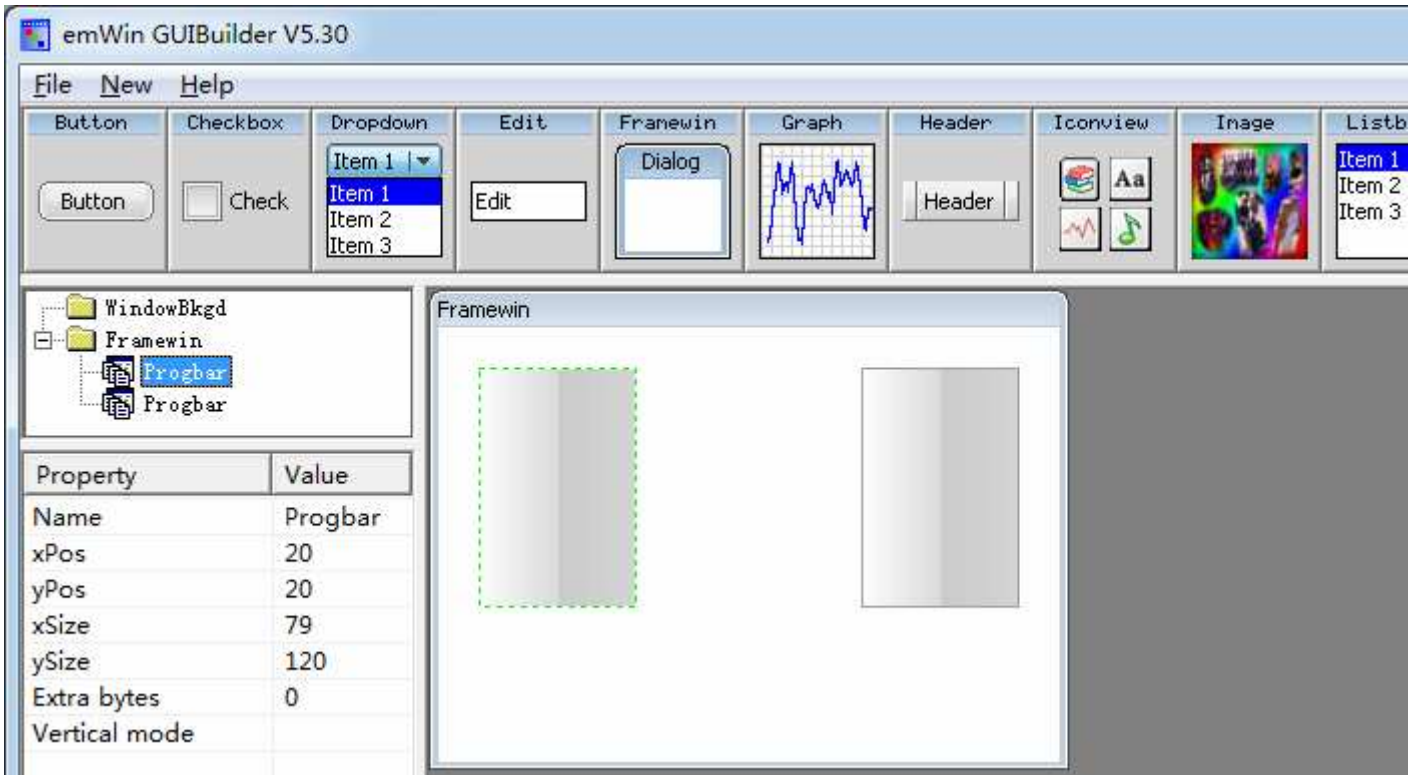 emWin GUIBuilder V5.30
File New Help
Button Checkbox Dropdown Edit Framewin Graph Header Iconview Image Listb
Item 1 Dialog Item 1
Button Check Item 1 Edit Header Aa Item 2
Item 2 Item 3
Item 3
WindowBkgd
Framewin
Progbar
Progbar
Framewin
Property Value
Name Progbar
xPos 20
yPos 20
xSize 79
ySize 120
Extra bytes 0
Vertical mode